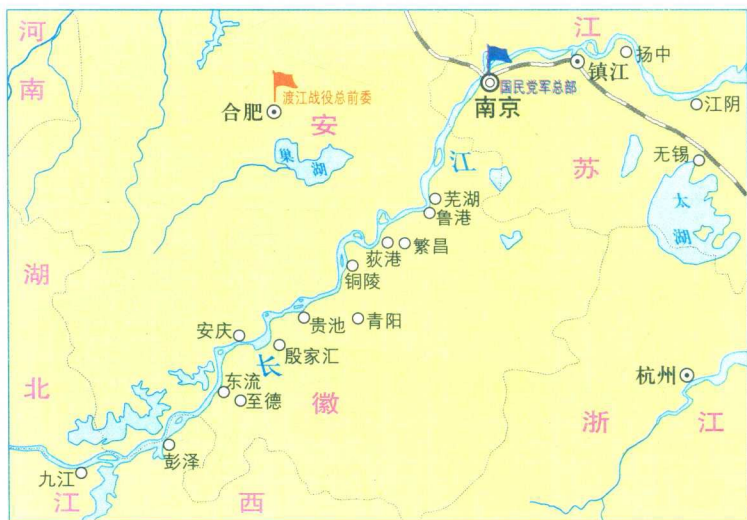 河南
江苏
扬中
镇江
国民党军总部
南京
江阴
渡江战役总前委
合肥
安徽
巢湖
无锡
太湖
长江
芜湖
鲁港
荻港
繁昌
铜陵
湖北
贵池
青阳
安庆
殷家汇
东流
至德
杭州
浙江
彭泽
九江
江西